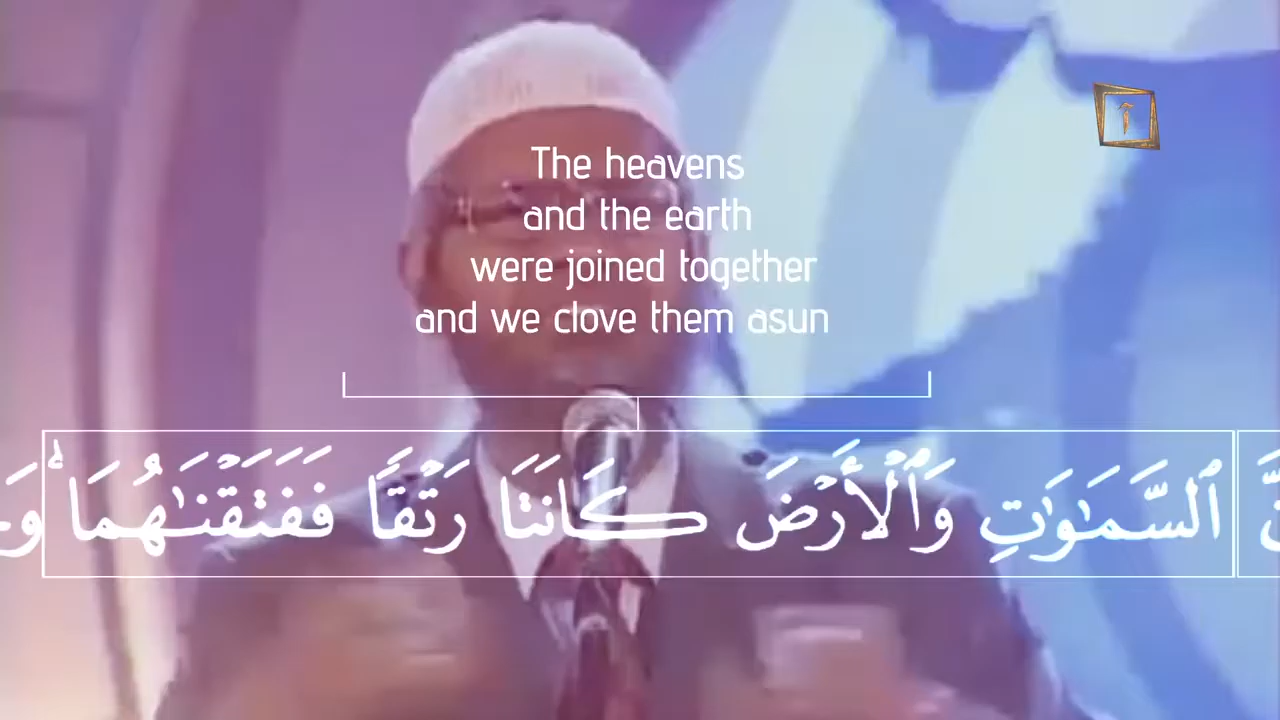 The heavens
and the earth
were joined together
and we clove them asun
ٱلسَّمَٰوَٰتِ وَٱلْأَرْضَ كَانَتَا رَتْقًا فَفَتَقْنَٰهُمَا ۖ